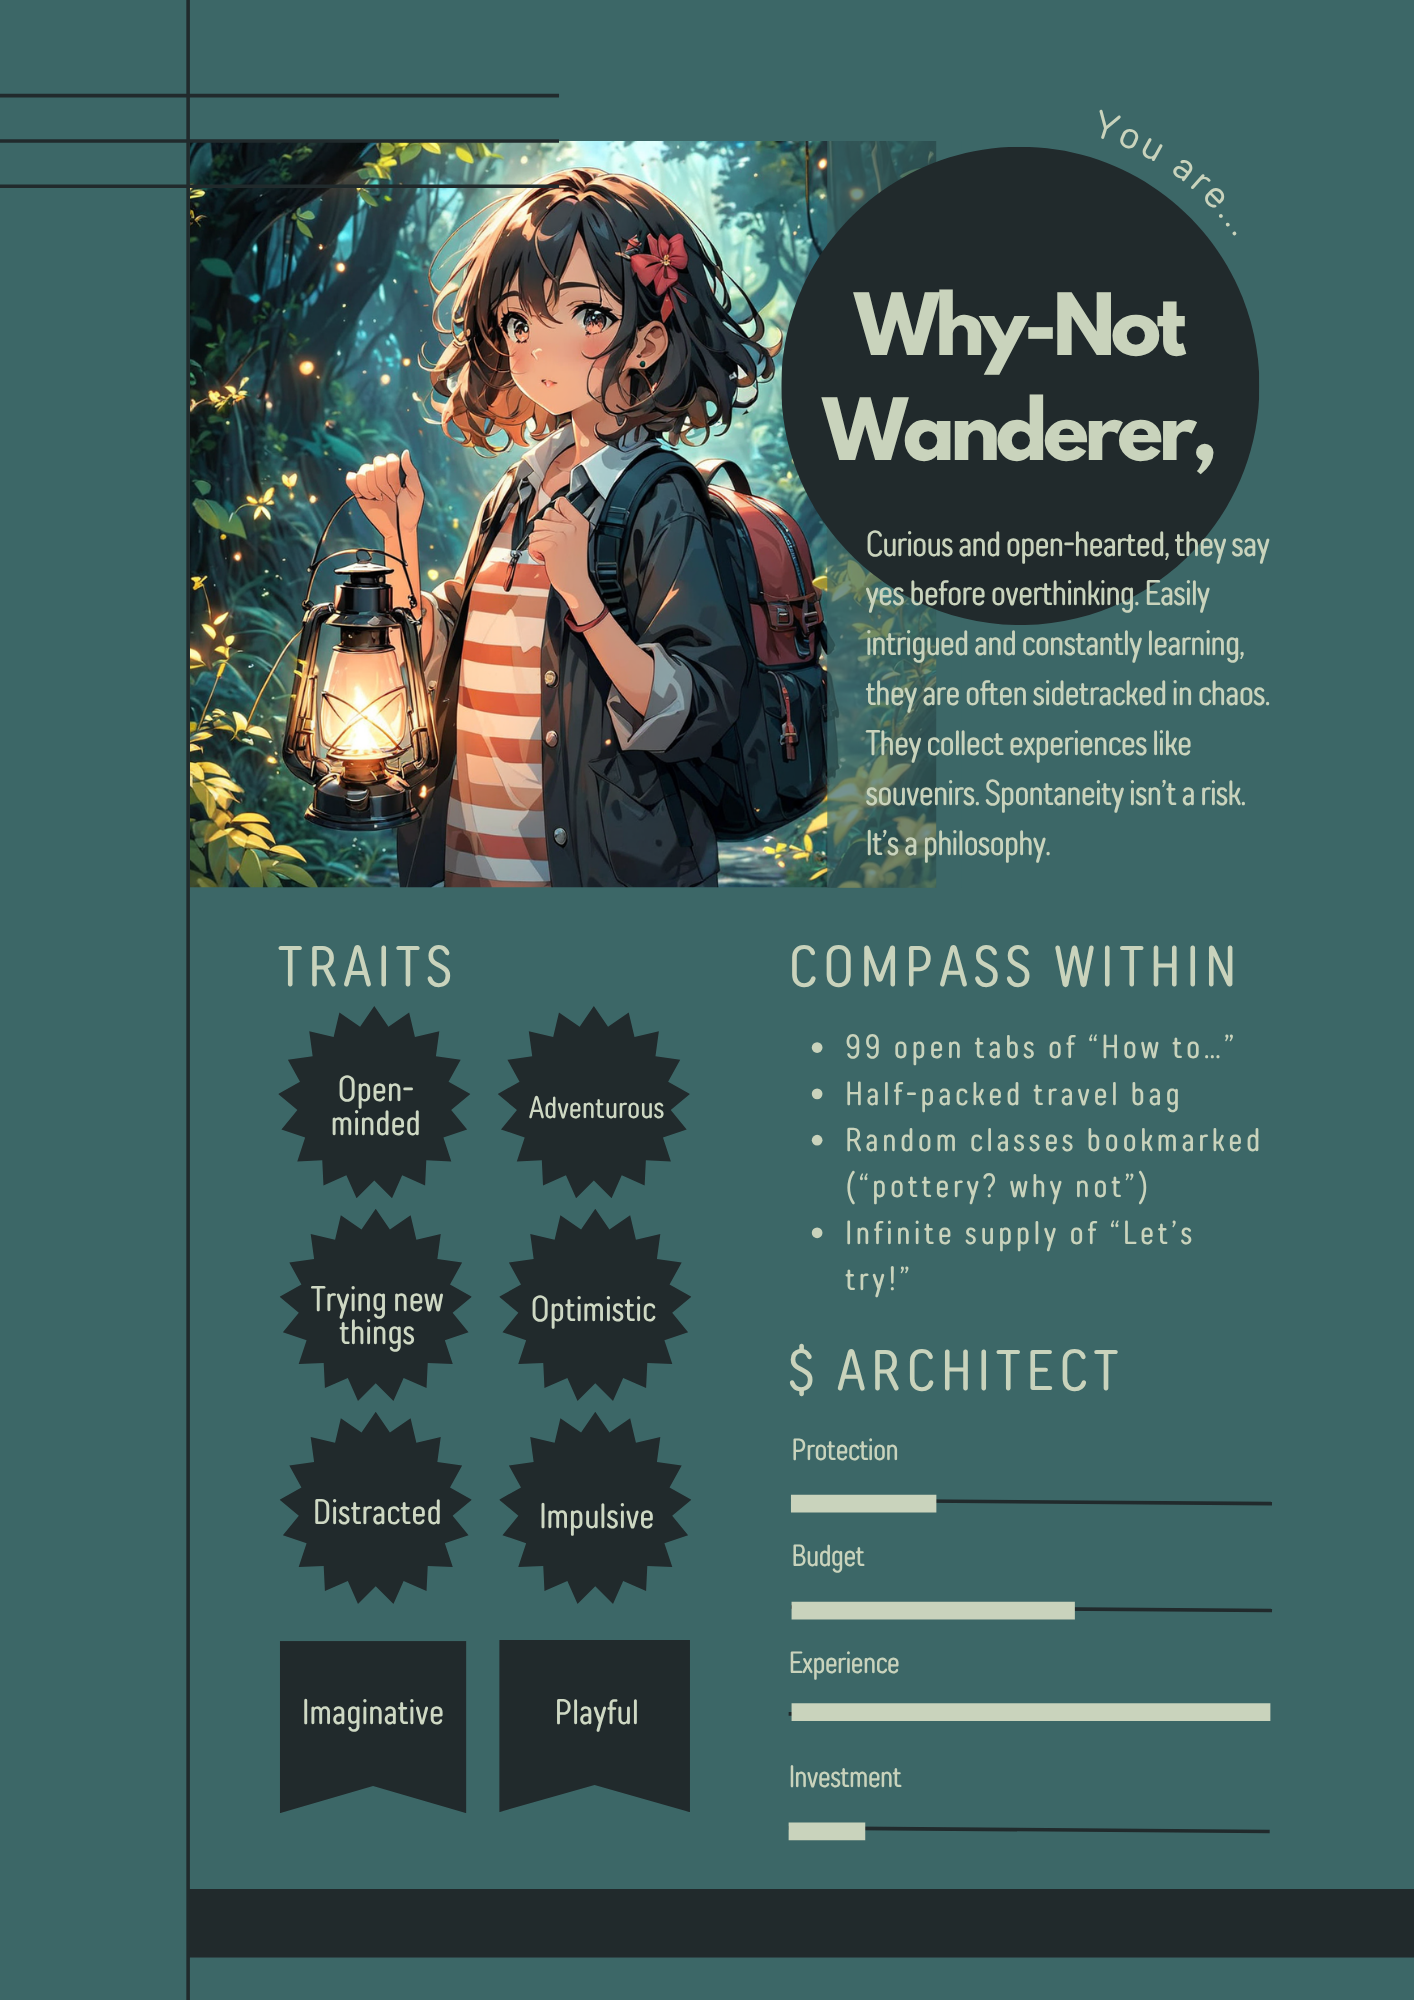 You are...
Why-Not
Wanderer,
Curious and open-hearted, they say
yes before overthinking. Easily
intrigued and constantly learning,
they are often sidetracked in chaos.
They collect experiences like
souvenirs. Spontaneity isn’t a risk.
It’s a philosophy.
TRAITS
Open-
minded
Adventurous
Trying new
things
Optimistic
Distracted
Impulsive
Imaginative
Playful
COMPASS WITHIN
• 99 open tabs of “How to…”
• Half-packed travel bag
• Random classes bookmarked
(“pottery? why not”)
• Infinite supply of “Let’s
try!”
$ ARCHITECT
Protection
Budget
Experience
Investment